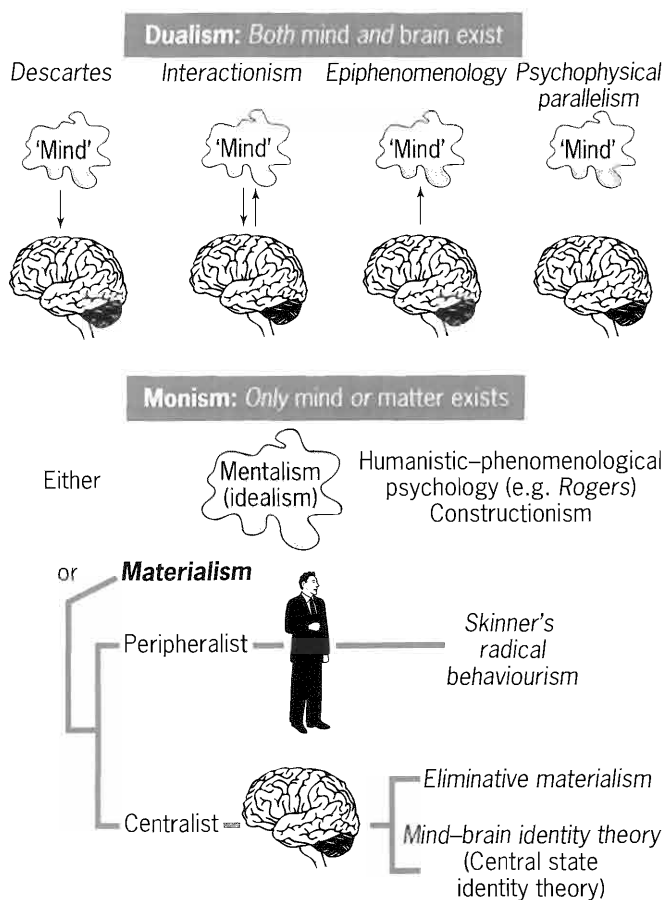 Dualism: Both mind and brain exist
Descartes
Interactionism
Epiphenomenology
Psychophysical
parallelism
'Mind'
'Mind'
'Mind'
'Mind'
Monism: Only mind or matter exists
Either
Mentalism
(idealism)
Humanistic–phenomenological
psychology (e.g. Rogers)
Constructionism
or
Materialism
Peripheralist
Skinner's
radical
behaviourism
Centralist
Eliminative materialism
Mind–brain identity theory
(Central state
identity theory)